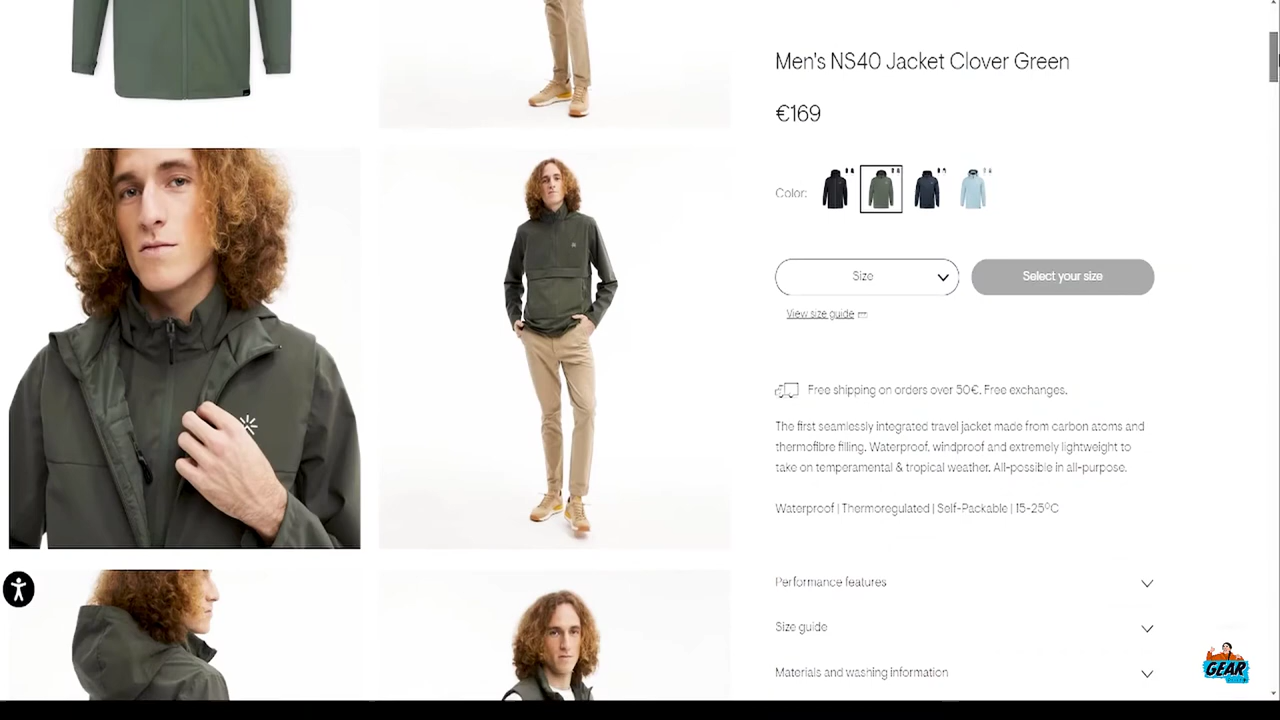 Men's NS40 Jacket Clover Green
€169
Color:
Size
Select your size
View size guide
Free shipping on orders over 50€. Free exchanges.
The first seamlessly integrated travel jacket made from carbon atoms and
thermofibre filling. Waterproof, windproof and extremely lightweight to
take on temperamental & tropical weather. All-possible in all-purpose.
Waterproof | Thermoregulated | Self-Packable | 15-25ºC
Performance features
Size guide
Materials and washing information
GEAR